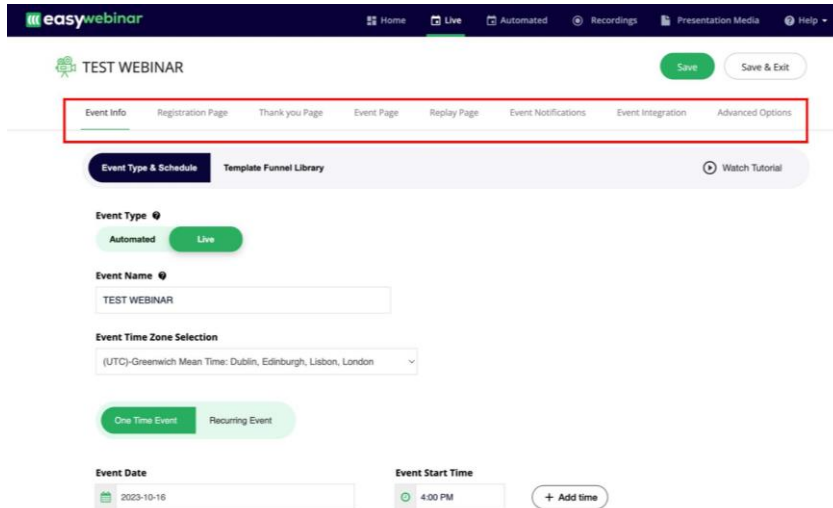 easywebinar Home Live Automated Recordings Presentation Media Help
TEST WEBINAR Save Save & Exit
Event Info Registration Page Thank you Page Event Page Replay Page Event Notifications Event Integration Advanced Options
Event Type & Schedule Template Funnel Library Watch Tutorial
Event Type
Automated Live
Event Name
TEST WEBINAR
Event Time Zone Selection
(UTC)-Greenwich Mean Time: Dublin, Edinburgh, Lisbon, London
One Time Event Recurring Event
Event Date Event Start Time
2023-10-16 4:00 PM + Add time